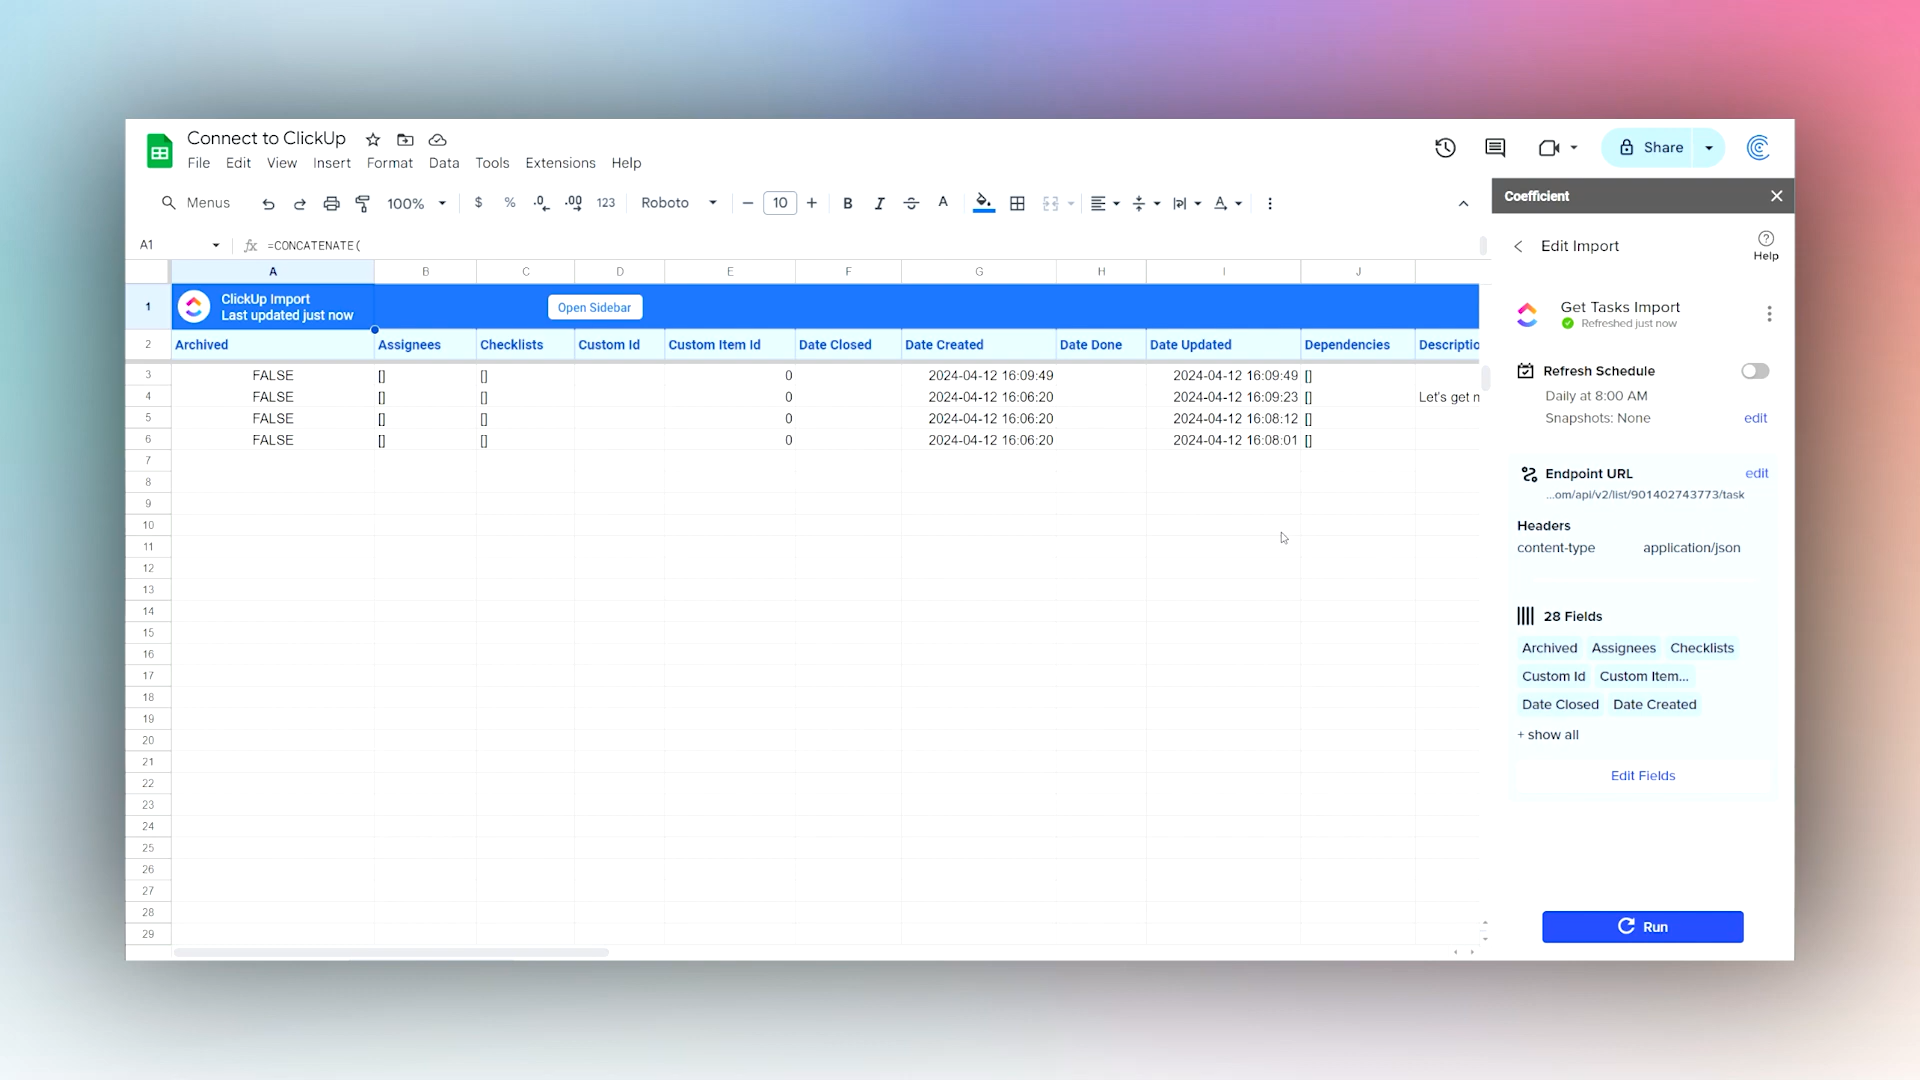 Connect to ClickUp
File Edit View Insert Format Data Tools Extensions Help
Share
Menus 100% $ % .0 .00 123 Roboto 10 B I S A
A1 fx =CONCATENATE(
A B C D E F G H I J
1 ClickUp Import
Last updated just now
Open Sidebar
2 Archived Assignees Checklists Custom Id Custom Item Id Date Closed Date Created Date Done Date Updated Dependencies Descriptio
3 FALSE [] [] 0 2024-04-12 16:09:49 2024-04-12 16:09:49 []
4 FALSE [] [] 0 2024-04-12 16:06:20 2024-04-12 16:09:23 [] Let's get n
5 FALSE [] [] 0 2024-04-12 16:06:20 2024-04-12 16:08:12 []
6 FALSE [] [] 0 2024-04-12 16:06:20 2024-04-12 16:08:01 []
7
8
9
10
11
12
13
14
15
16
17
18
19
20
21
22
23
24
25
26
27
28
29
Coefficient
Edit Import
Help
Get Tasks Import
Refreshed just now
Refresh Schedule
Daily at 8:00 AM
Snapshots: None edit
Endpoint URL edit
...om/api/v2/list/901402743773/task
Headers
content-type application/json
28 Fields
Archived Assignees Checklists
Custom Id Custom Item...
Date Closed Date Created
+ show all
Edit Fields
Run